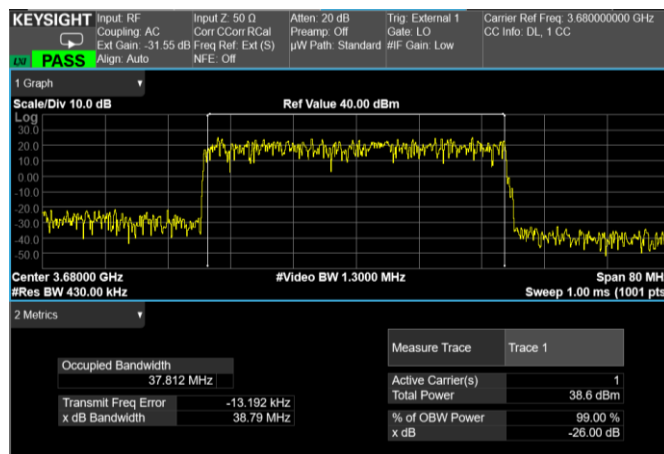 KEYSIGHT Input: RF Input Z: 50 Ω Atten: 20 dB Trig: External 1 Carrier Ref Freq: 3.680000000 GHz
Coupling: AC Corr CCorr RCal Preamp: Off Gate: LO CC Info: DL, 1 CC
Ext Gain: -31.55 dB Freq Ref: Ext (S) µW Path: Standard #IF Gain: Low
LXI PASS Align: Auto NFE: Off
1 Graph
Scale/Div 10.0 dB Ref Value 40.00 dBm
Log
30.0
20.0
10.0
0.00
-10.0
-20.0
-30.0
-40.0
-50.0
Center 3.68000 GHz #Video BW 1.3000 MHz Span 80 MH
#Res BW 430.00 kHz Sweep 1.00 ms (1001 pts
2 Metrics
Measure Trace Trace 1
Occupied Bandwidth
37.812 MHz
Active Carrier(s) 1
Total Power 38.6 dBm
Transmit Freq Error -13.192 kHz
x dB Bandwidth 38.79 MHz
% of OBW Power 99.00 %
x dB -26.00 dB